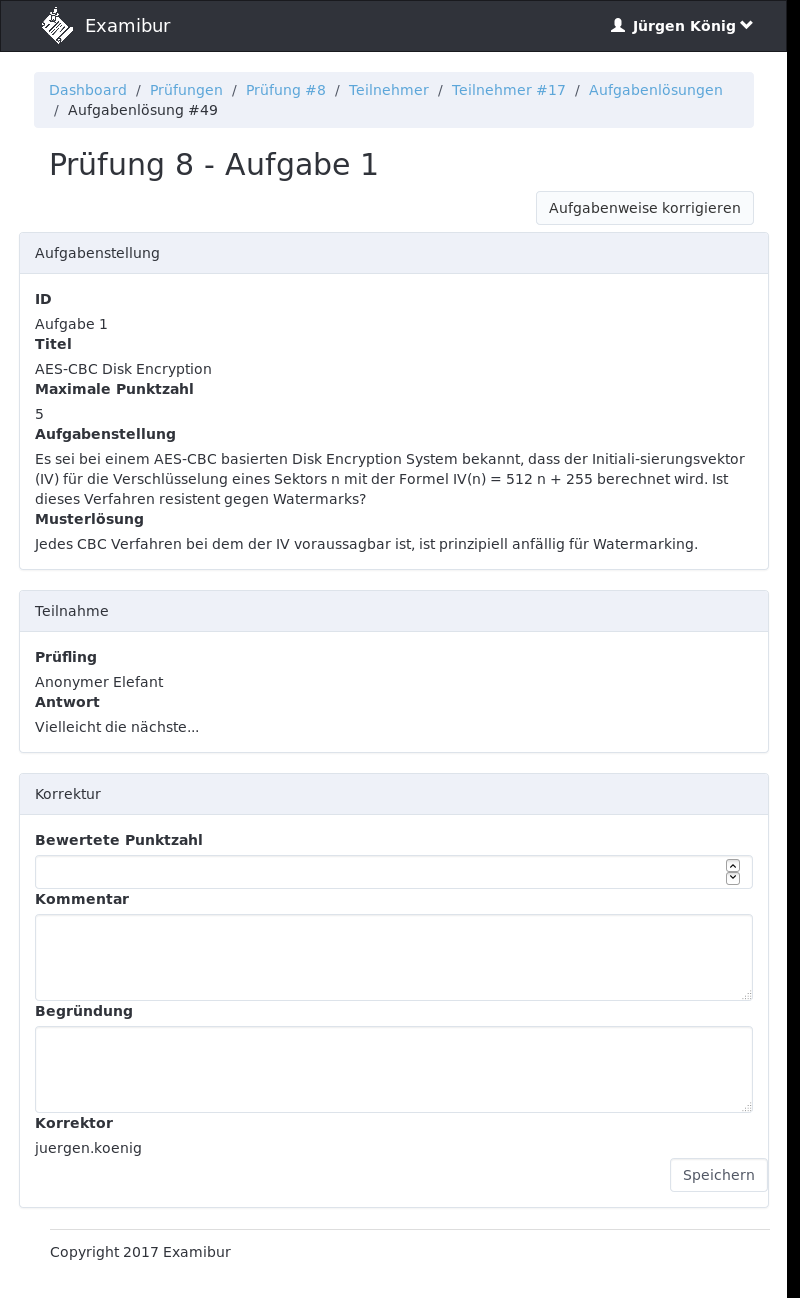 Examibur
Jürgen König
Dashboard / Prüfungen / Prüfung #8 / Teilnehmer / Teilnehmer #17 / Aufgabenlösungen
/ Aufgabenlösung #49
Prüfung 8 - Aufgabe 1
Aufgabenweise korrigieren
Aufgabenstellung
ID
Aufgabe 1
Titel
AES-CBC Disk Encryption
Maximale Punktzahl
5
Aufgabenstellung
Es sei bei einem AES-CBC basierten Disk Encryption System bekannt, dass der Initiali-sierungsvektor
(IV) für die Verschlüsselung eines Sektors n mit der Formel IV(n) = 512 n + 255 berechnet wird. Ist
dieses Verfahren resistent gegen Watermarks?
Musterlösung
Jedes CBC Verfahren bei dem der IV voraussagbar ist, ist prinzipiell anfällig für Watermarking.
Teilnahme
Prüfling
Anonymer Elefant
Antwort
Vielleicht die nächste...
Korrektur
Bewertete Punktzahl
Kommentar
Begründung
Korrektor
juergen.koenig
Speichern
Copyright 2017 Examibur